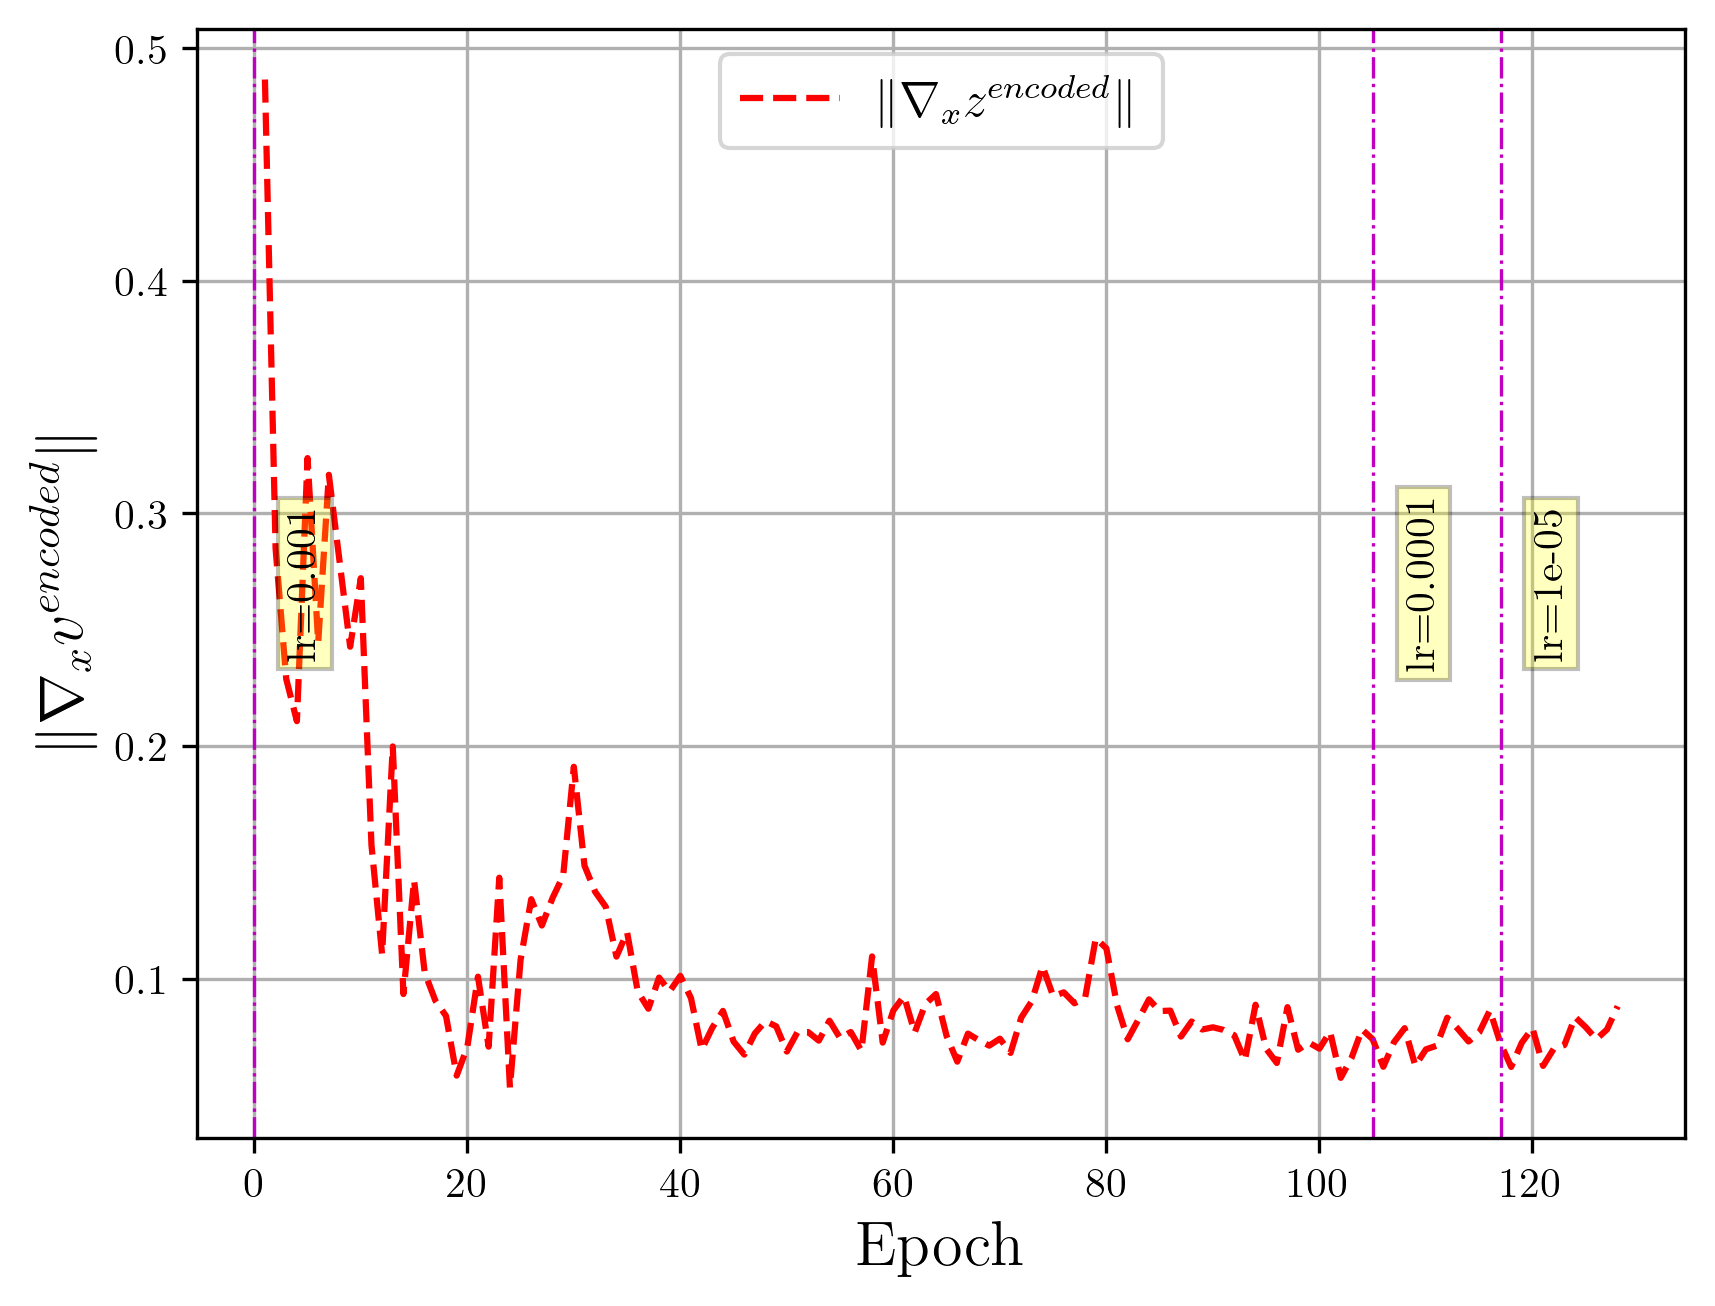 ‖∇ₓz^{encoded}‖
‖∇ₓv^{encoded}‖
0.5
0.4
0.3
0.2
0.1
lr=0.001
lr=0.0001
lr=1e-05
0 20 40 60 80 100 120
Epoch